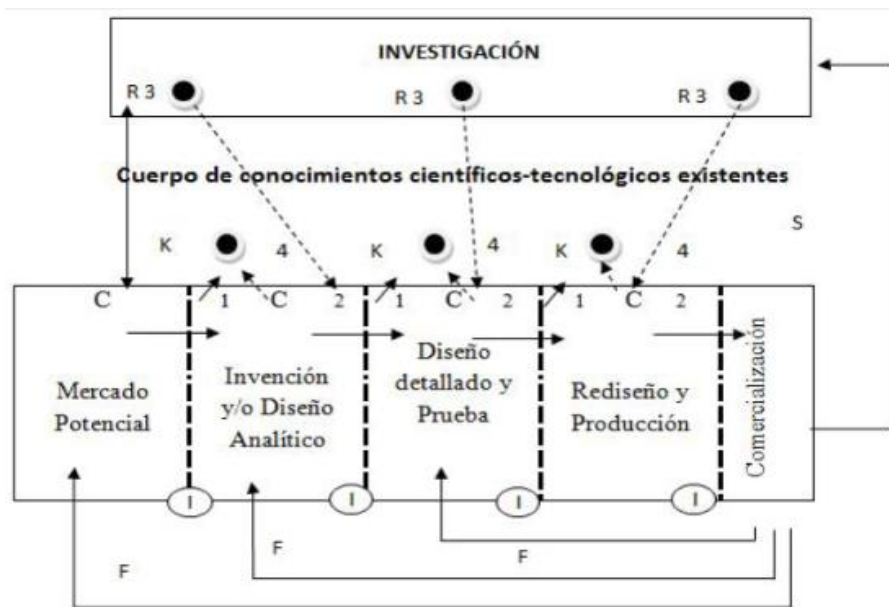 INVESTIGACIÓN
R 3
R 3
R 3
Cuerpo de conocimientos científicos-tecnológicos existentes
S
K
4
K
4
K
4
C
1
C
2
1
C
2
1
C
2
Mercado
Potencial
Invención
y/o Diseño
Analítico
Diseño
detallado y
Prueba
Rediseño y
Producción
Comercialización
I
I
I
I
F
F
F